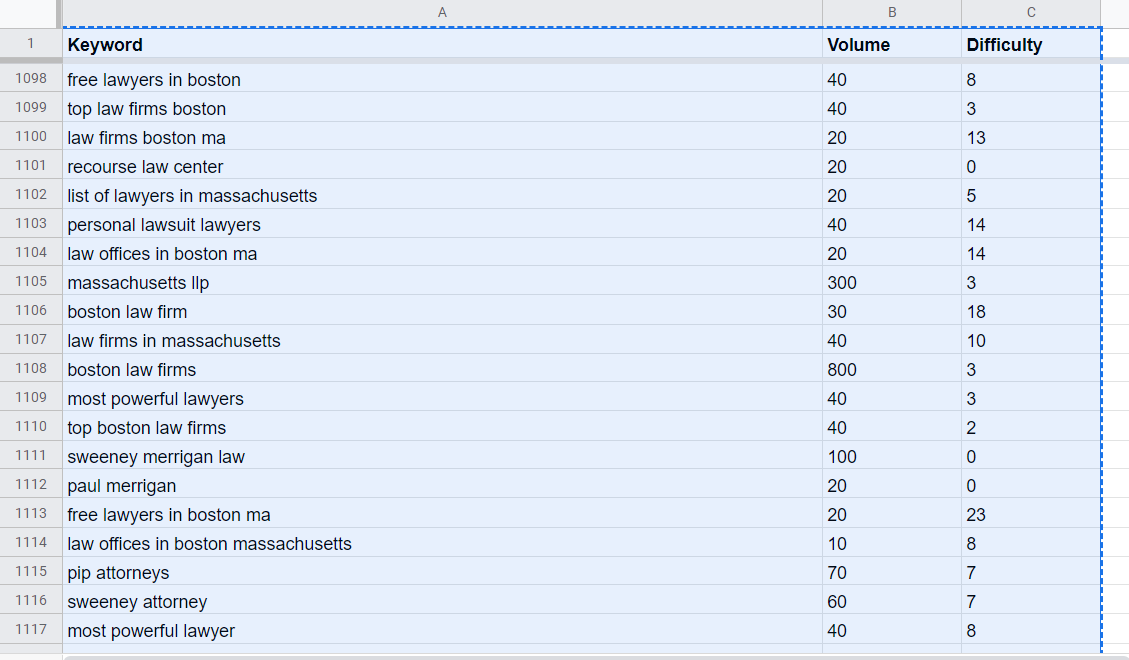 A B C
1 Keyword Volume Difficulty
1098 free lawyers in boston 40 8
1099 top law firms boston 40 3
1100 law firms boston ma 20 13
1101 recourse law center 20 0
1102 list of lawyers in massachusetts 20 5
1103 personal lawsuit lawyers 40 14
1104 law offices in boston ma 20 14
1105 massachusetts llp 300 3
1106 boston law firm 30 18
1107 law firms in massachusetts 40 10
1108 boston law firms 800 3
1109 most powerful lawyers 40 3
1110 top boston law firms 40 2
1111 sweeney merrigan law 100 0
1112 paul merrigan 20 0
1113 free lawyers in boston ma 20 23
1114 law offices in boston massachusetts 10 8
1115 pip attorneys 70 7
1116 sweeney attorney 60 7
1117 most powerful lawyer 40 8